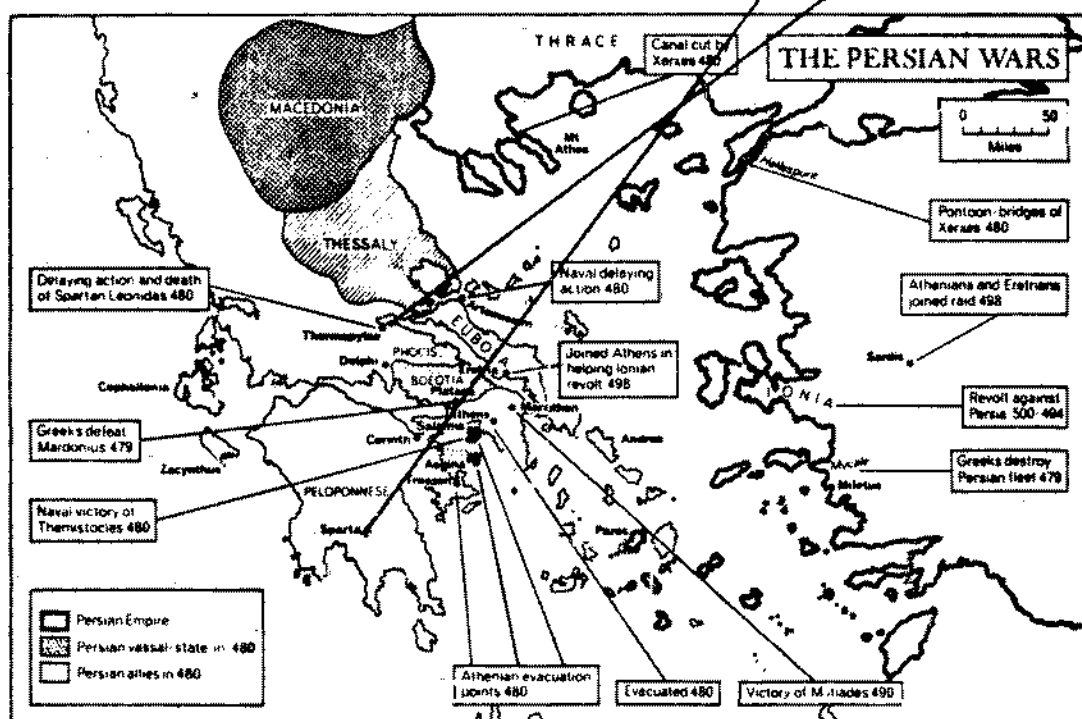 THRACE
Canal cut by
Xerxes 480
THE PERSIAN WARS
MACEDONIA
0 50
Miles
Mt
Athos
Hellespont
Pontoon-bridges of
Xerxes 480
THESSALY
Delaying action and death
of Spartan Leonidas 480
Naval delaying
action 480
Athenians and Eretrians
joined raid 498
Thermopylae
EUBOEA
PHOCIS
Delphi
Joined Athens in
helping Ionian
revolt 498
Sardis
Cephallenia
BOEOTIA
Plataea
IONIA
Revolt against
Persia 500-494
Marathon
Athens
Salamis
Greeks defeat
Mardonius 479
Corinth
Andros
Zacynthus
Aegina
Mycale
Miletus
Greeks destroy
Persian fleet 479
PELOPONNESE
Naval victory of
Themistocles 480
Sparta
Paros
Persian Empire
Persian vassal-state in 480
Persian allies in 480
Athenian evacuation
points 480
Evacuated 480
Victory of Miltiades 490